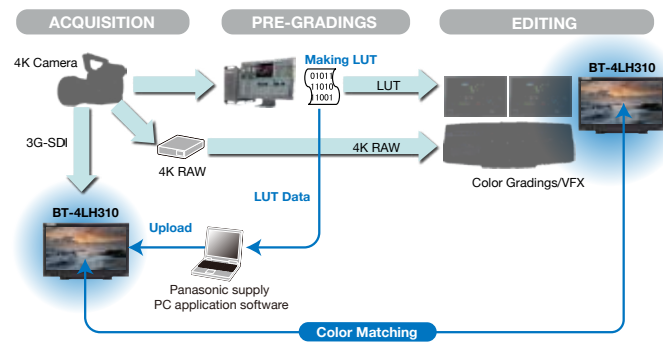 ACQUISITION
PRE-GRADINGS
EDITING
4K Camera
Making LUT
01011
11010
11001
LUT
BT-4LH310
3G-SDI
4K RAW
4K RAW
Color Gradings/VFX
LUT Data
BT-4LH310
Upload
Panasonic supply
PC application software
Color Matching